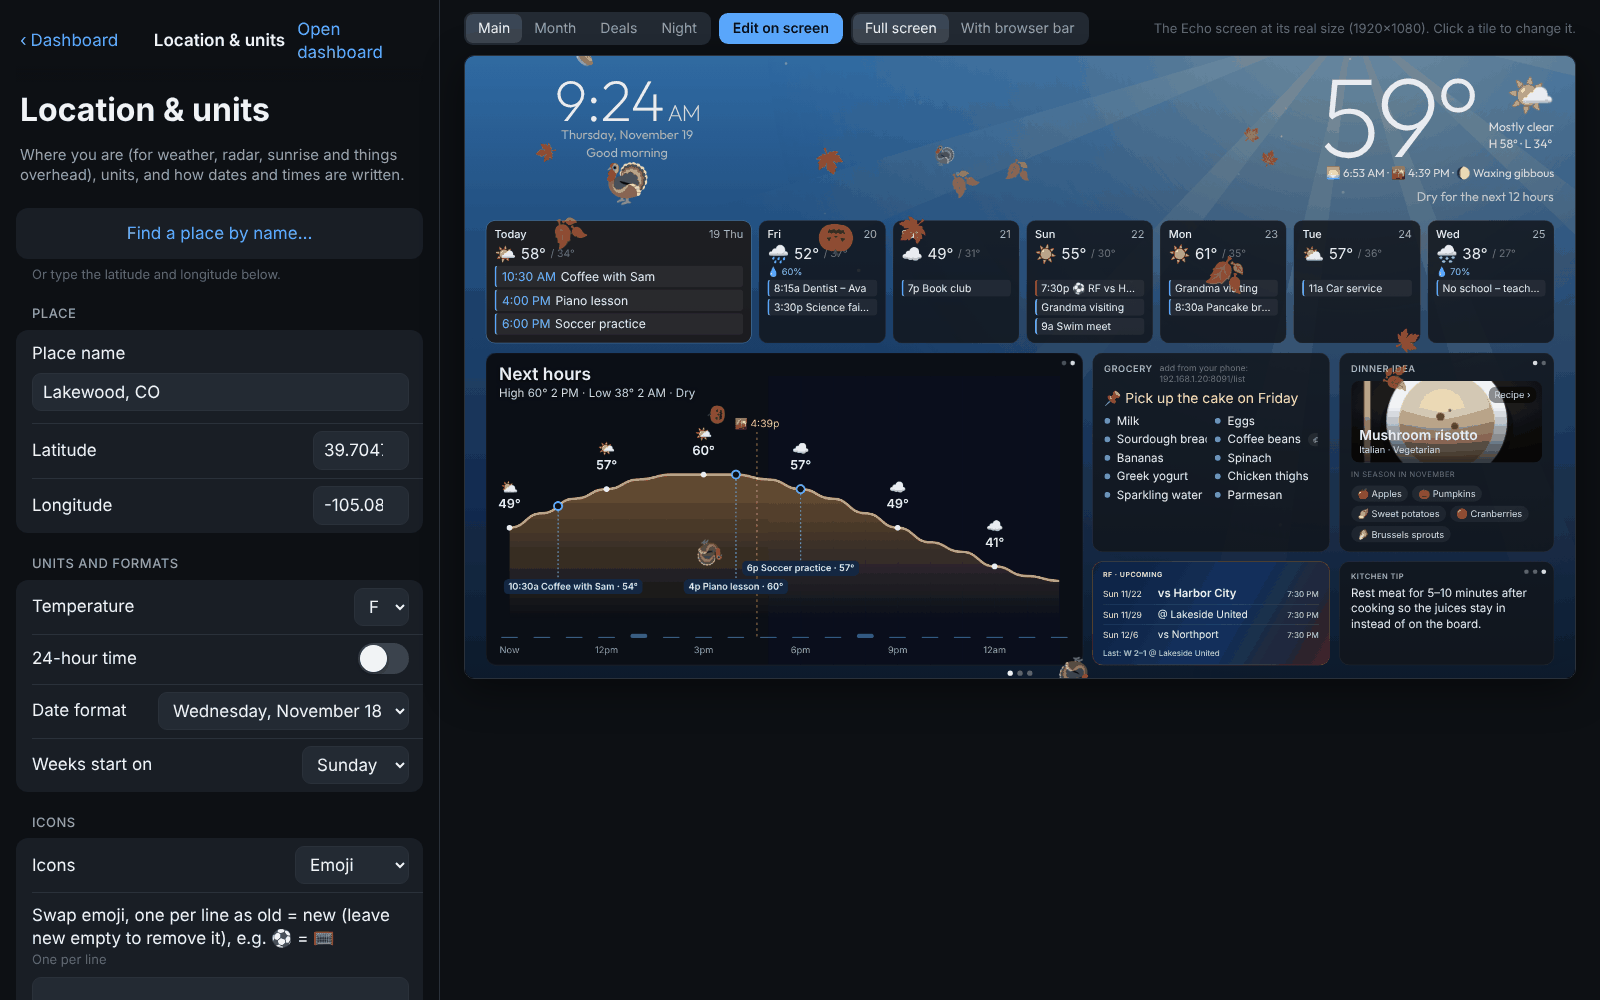 ‹ Dashboard
Location & units
Open dashboard
Location & units
Where you are (for weather, radar, sunrise and things
overhead), units, and how dates and times are written.
Find a place by name...
Or type the latitude and longitude below.
PLACE
Place name
Lakewood, CO
Latitude
39.704
Longitude
-105.08
UNITS AND FORMATS
Temperature
F
24-hour time
Date format
Wednesday, November 18
Weeks start on
Sunday
ICONS
Icons
Emoji
Swap emoji, one per line as old = new (leave
new empty to remove it), e.g. ⚽ = 🥅
One per line
Main
Month
Deals
Night
Edit on screen
Full screen
With browser bar
The Echo screen at its real size (1920×1080). Click a tile to change it.
9:24 AM
Thursday, November 19
Good morning
59°
Mostly clear
H 58° · L 34°
6:53 AM · 4:39 PM · Waxing gibbous
Dry for the next 12 hours
Today
19 Thu
58° / 34°
10:30 AM Coffee with Sam
4:00 PM Piano lesson
6:00 PM Soccer practice
Fri
20
52°
60%
8:15a Dentist – Ava
3:30p Science fai...
21
49° / 31°
7p Book club
Sun
22
55° / 30°
7:30p ⚽ RF vs H...
Grandma visiting
9a Swim meet
Mon
23
61° / 35°
Grandma visiting
8:30a Pancake br...
Tue
24
57° / 36°
11a Car service
Wed
25
38° / 27°
70%
No school – teach...
Next hours
High 60° 2 PM · Low 38° 2 AM · Dry
4:39p
49°
57°
60°
57°
49°
41°
10:30a Coffee with Sam · 54°
4p Piano lesson · 60°
6p Soccer practice · 57°
Now
12pm
3pm
6pm
9pm
12am
GROCERY
add from your phone:
192.168.1.20:8091/list
Pick up the cake on Friday
Milk
Eggs
Sourdough bread
Coffee beans
Bananas
Spinach
Greek yogurt
Chicken thighs
Sparkling water
Parmesan
DINNER IDEA
Recipe ›
Mushroom risotto
Italian · Vegetarian
IN SEASON IN NOVEMBER
Apples
Pumpkins
Sweet potatoes
Cranberries
Brussels sprouts
RF · UPCOMING
Sun 11/22 vs Harbor City 7:30 PM
Sun 11/29 @ Lakeside United 7:30 PM
Sun 12/6 vs Northport 7:30 PM
Last: W 2–1 @ Lakeside United
KITCHEN TIP
Rest meat for 5–10 minutes after
cooking so the juices stay in
instead of on the board.